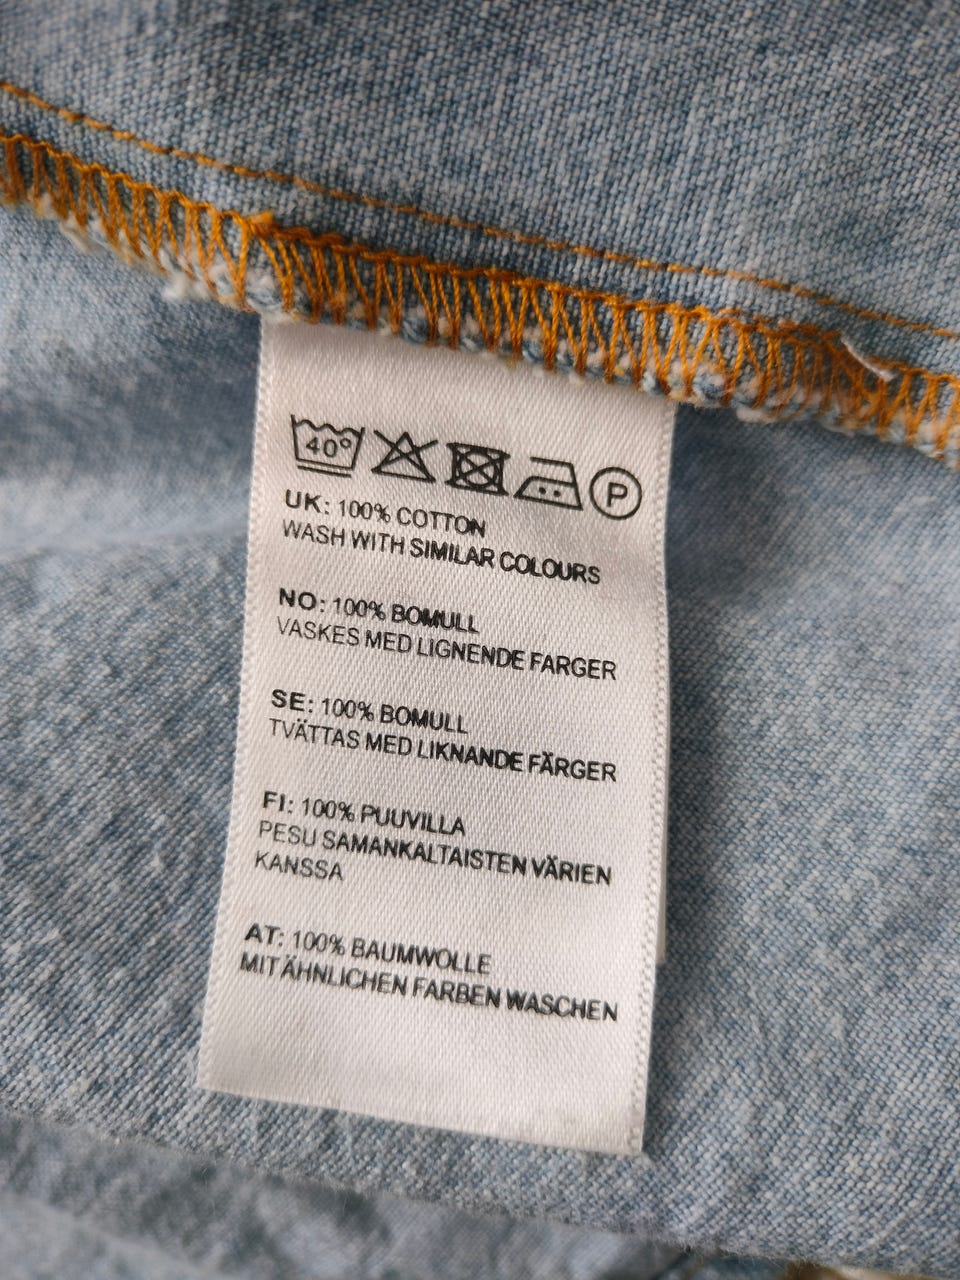 40° P
UK: 100% COTTON
WASH WITH SIMILAR COLOURS
NO: 100% BOMULL
VASKES MED LIGNENDE FARGER
SE: 100% BOMULL
TVÄTTAS MED LIKNANDE FÄRGER
FI: 100% PUUVILLA
PESU SAMANKALTAISTEN VÄRIEN
KANSSA
AT: 100% BAUMWOLLE
MIT ÄHNLICHEN FARBEN WASCHEN